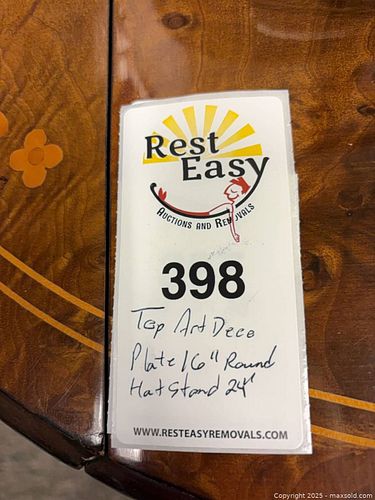 Rest
Easy
AUCTIONS AND REMOVALS
398
Top Art Deco
Plate 16" Round
Hat Stand 24"
WWW.RESTEASYREMOVALS.COM
Copyright 2025 - maxsold.com